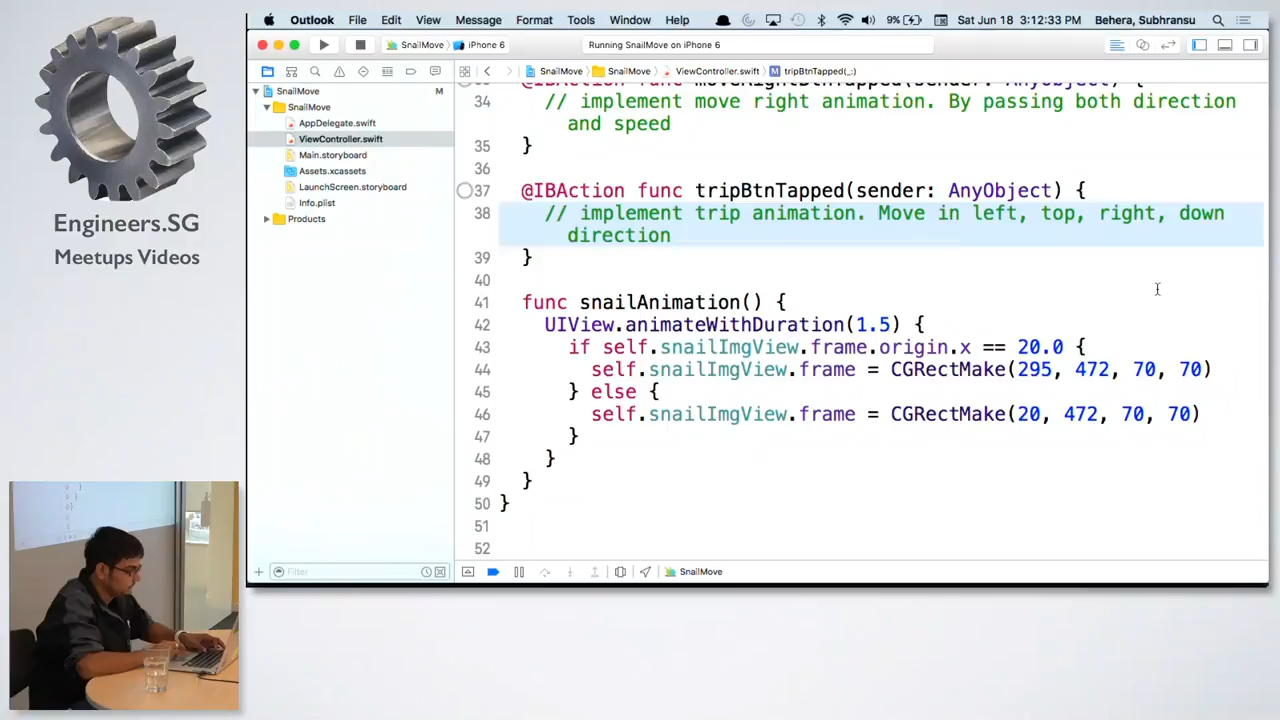 Outlook File Edit View Message Format Tools Window Help 9% Sat Jun 18 3:12:33 PM Behera, Subhransu
SnailMove iPhone 6 Running SnailMove on iPhone 6
SnailMove SnailMove ViewController.swift M tripBtnTapped(_:)
SnailMove M
SnailMove
AppDelegate.swift
ViewController.swift
Main.storyboard
Assets.xcassets
LaunchScreen.storyboard
Info.plist
Products
Filter
@IBAction func moveRightBtnTapped(sender: AnyObject) {
34 // implement move right animation. By passing both direction
and speed
35 }
36
37 @IBAction func tripBtnTapped(sender: AnyObject) {
38 // implement trip animation. Move in left, top, right, down
direction
39 }
40
41 func snailAnimation() {
42 UIView.animateWithDuration(1.5) {
43 if self.snailImgView.frame.origin.x == 20.0 {
44 self.snailImgView.frame = CGRectMake(295, 472, 70, 70)
45 } else {
46 self.snailImgView.frame = CGRectMake(20, 472, 70, 70)
47 }
48 }
49 }
50 }
51
52
SnailMove
Engineers.SG
Meetups Videos